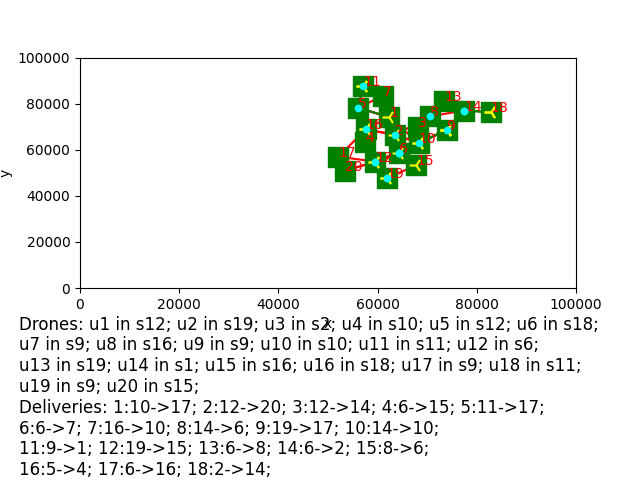 100000
80000
60000
40000
20000
0
y
0 20000 40000 60000 80000 100000
x
Drones: u1 in s12; u2 in s19; u3 in s2; u4 in s10; u5 in s12; u6 in s18;
u7 in s9; u8 in s16; u9 in s9; u10 in s10; u11 in s11; u12 in s6;
u13 in s19; u14 in s1; u15 in s16; u16 in s18; u17 in s9; u18 in s11;
u19 in s9; u20 in s15;
Deliveries: 1:10->17; 2:12->20; 3:12->14; 4:6->15; 5:11->17;
6:6->7; 7:16->10; 8:14->6; 9:19->17; 10:14->10;
11:9->1; 12:19->15; 13:6->8; 14:6->2; 15:8->6;
16:5->4; 17:6->16; 18:2->14;